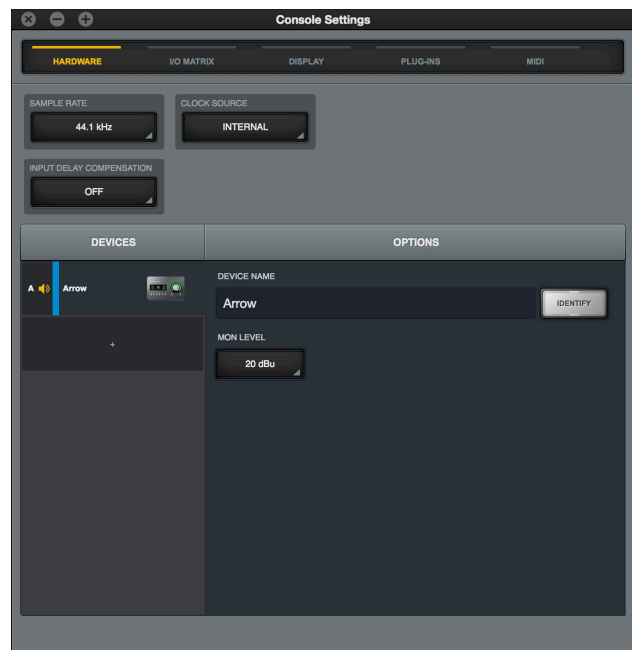 Console Settings
HARDWARE I/O MATRIX DISPLAY PLUG-INS MIDI
SAMPLE RATE CLOCK SOURCE
44.1 kHz INTERNAL
INPUT DELAY COMPENSATION
OFF
DEVICES OPTIONS
A Arrow
+
DEVICE NAME
Arrow IDENTIFY
MON LEVEL
20 dBu